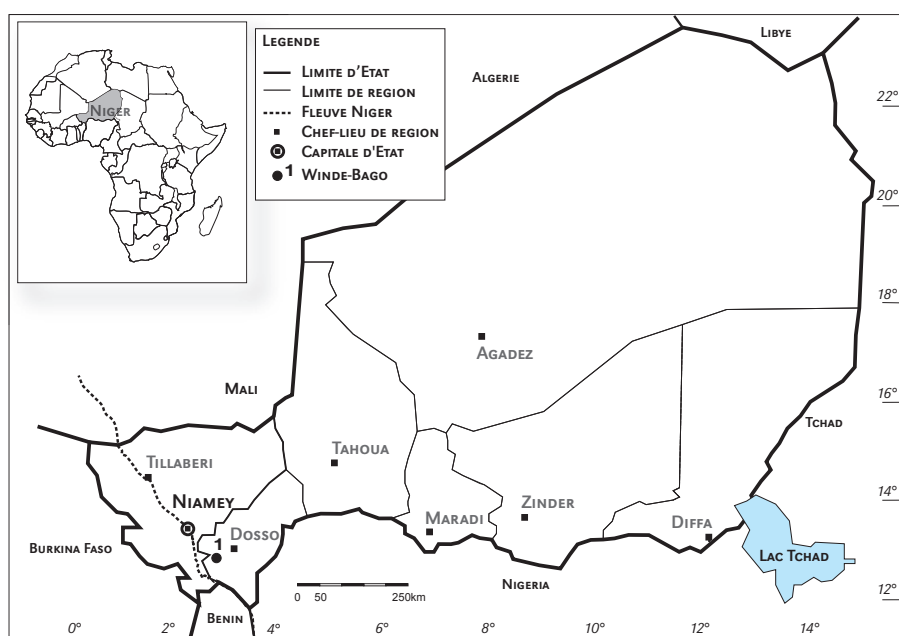 NIGER
LEGENDE
LIMITE D'ETAT
LIMITE DE REGION
FLEUVE NIGER
CHEF-LIEU DE REGION
CAPITALE D'ETAT
1 WINDE-BAGO
LIBYE
ALGERIE
22°
20°
18°
AGADEZ
MALI
16°
TCHAD
TAHOUA
TILLABERI
14°
NIAMEY
ZINDER
MARADI
DIFFA
DOSSO
1
BURKINA FASO
LAC TCHAD
NIGERIA
0 50 250km
12°
BENIN
0° 2° 4° 6° 8° 10° 12° 14°